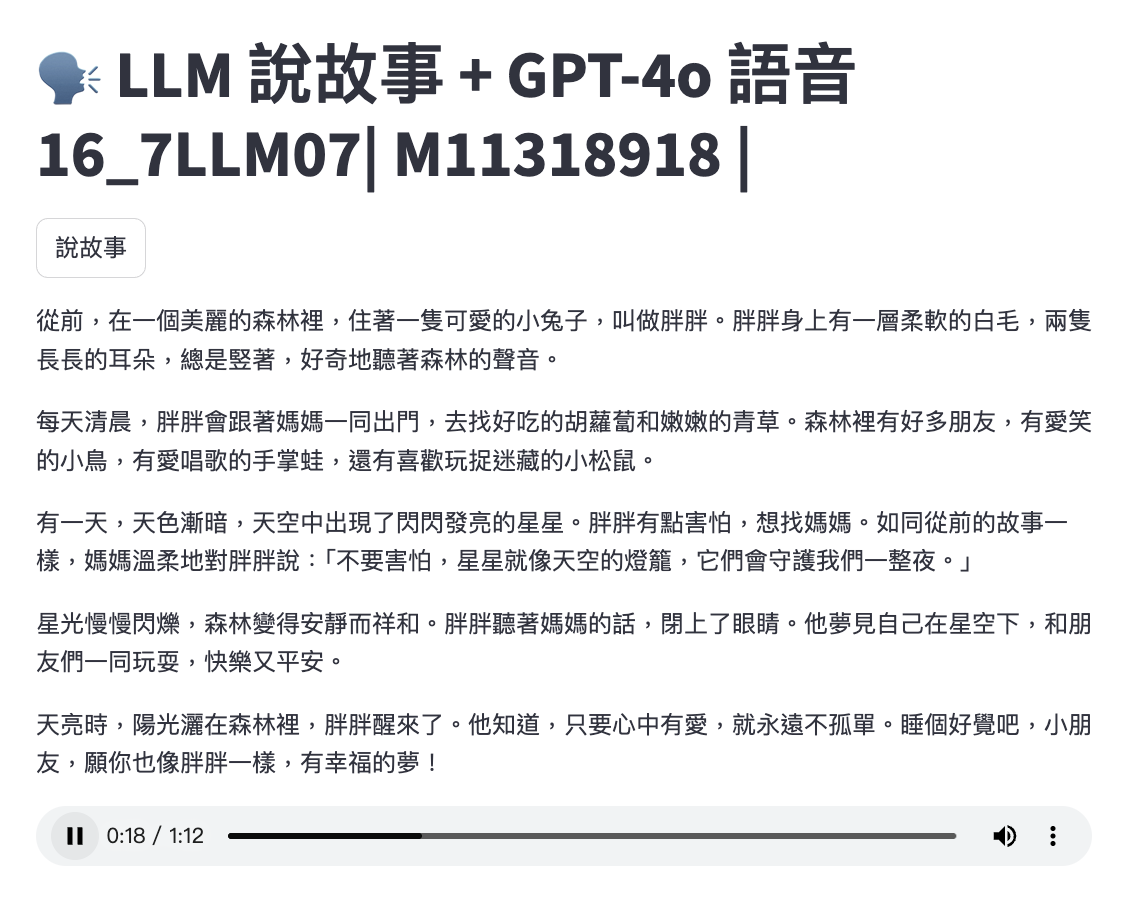 🗣️ LLM 說故事 + GPT-4o 語音
16_7LLM07| M11318918 |
說故事
從前，在一個美麗的森林裡，住著一隻可愛的小兔子，叫做胖胖。胖胖身上有一層柔軟的白毛，兩隻
長長的耳朵，總是竪著，好奇地聽著森林的聲音。
每天清晨，胖胖會跟著媽媽一同出門，去找好吃的胡蘿蔔和嫩嫩的青草。森林裡有好多朋友，有愛笑
的小鳥，有愛唱歌的手掌蛙，還有喜歡玩捉迷藏的小松鼠。
有一天，天色漸暗，天空中出現了閃閃發亮的星星。胖胖有點害怕，想找媽媽。如同從前的故事一
樣，媽媽溫柔地對胖胖說：「不要害怕，星星就像天空的燈籠，它們會守護我們一整夜。」
星光慢慢閃爍，森林變得安靜而祥和。胖胖聽著媽媽的話，閉上了眼睛。他夢見自己在星空下，和朋
友們一同玩耍，快樂又平安。
天亮時，陽光灑在森林裡，胖胖醒來了。他知道，只要心中有愛，就永遠不孤單。睡個好覺吧，小朋
友，願你也像胖胖一樣，有幸福的夢！
0:18 / 1:12